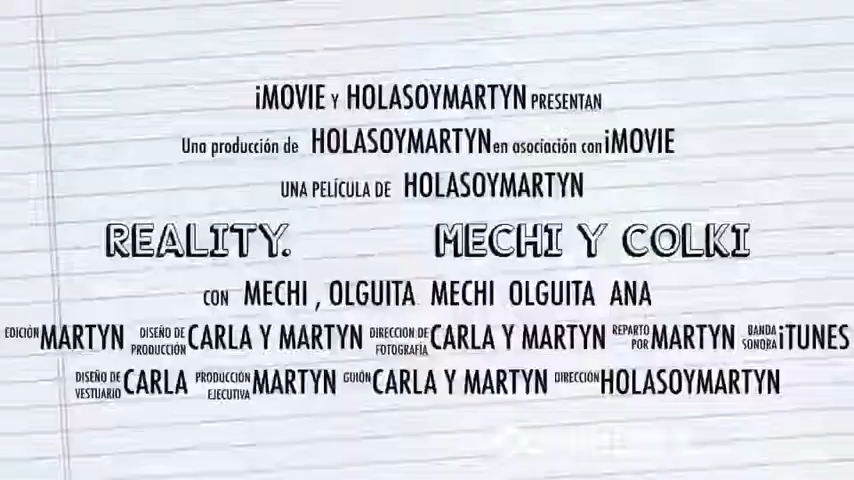 iMOVIE Y HOLASOYMARTYN PRESENTAN
Una producción de HOLASOYMARTYN en asociación con iMOVIE
UNA PELÍCULA DE HOLASOYMARTYN
REALITY. MECHI Y COLKI
CON MECHI , OLGUITA MECHI OLGUITA ANA
EDICIÓN MARTYN DISEÑO DE PRODUCCIÓN CARLA Y MARTYN DIRECCION DE FOTOGRAFÍA CARLA Y MARTYN REPARTO POR MARTYN BANDA SONORA iTUNES
DISEÑO DE VESTUARIO CARLA PRODUCCIÓN EJECUTIVA MARTYN GUIÓN CARLA Y MARTYN DIRECCIÓN HOLASOYMARTYN